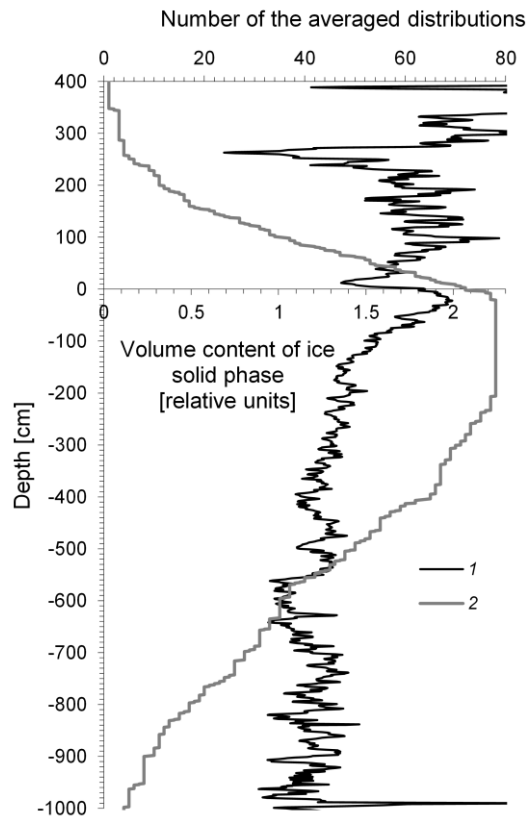 Number of the averaged distributions
0 20 40 60 80
400
300
200
100
0
0 0 1 1.5 2
Volume content of ice
solid phase
[relative units]
Depth [cm]
-100
-200
-300
-400
-500
1
-600
2
-700
-800
-900
-1000